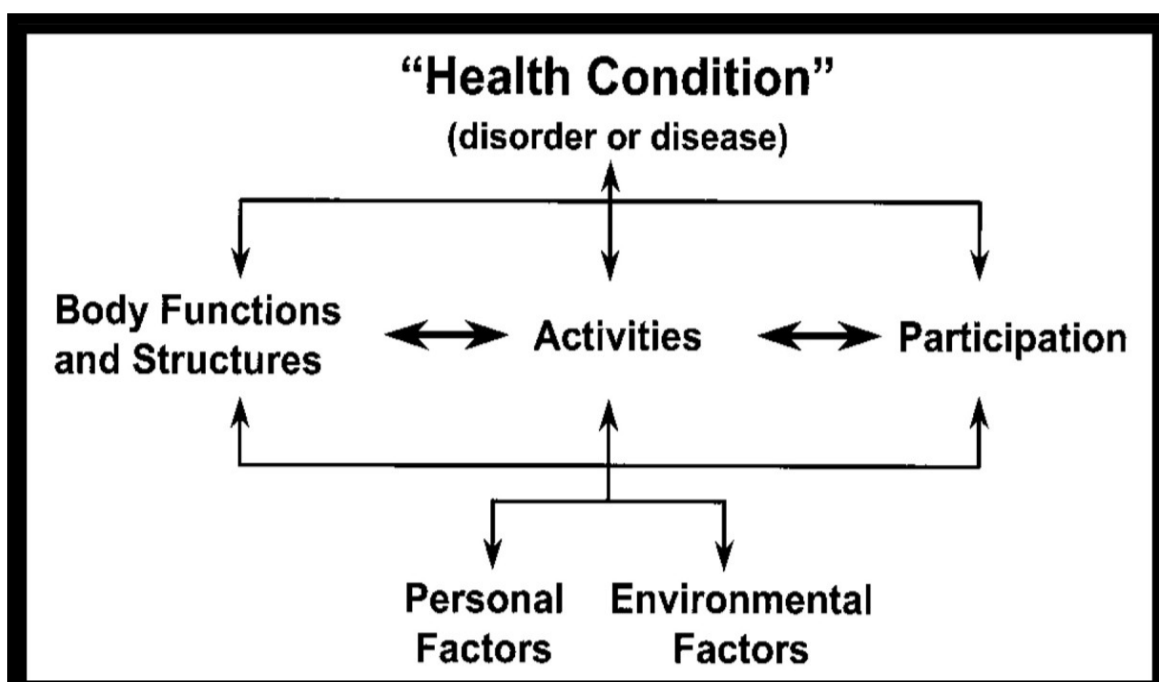 “Health Condition”
(disorder or disease)
Body Functions
and Structures
Activities
Participation
Personal
Factors
Environmental
Factors